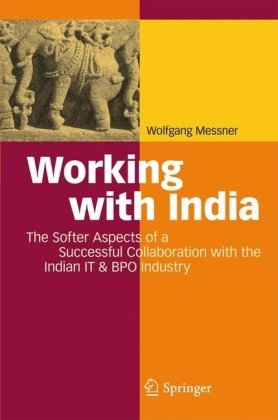 Wolfgang Messner
Working
with India
The Softer Aspects of a
Successful Collaboration with the
Indian IT & BPO Industry
Springer